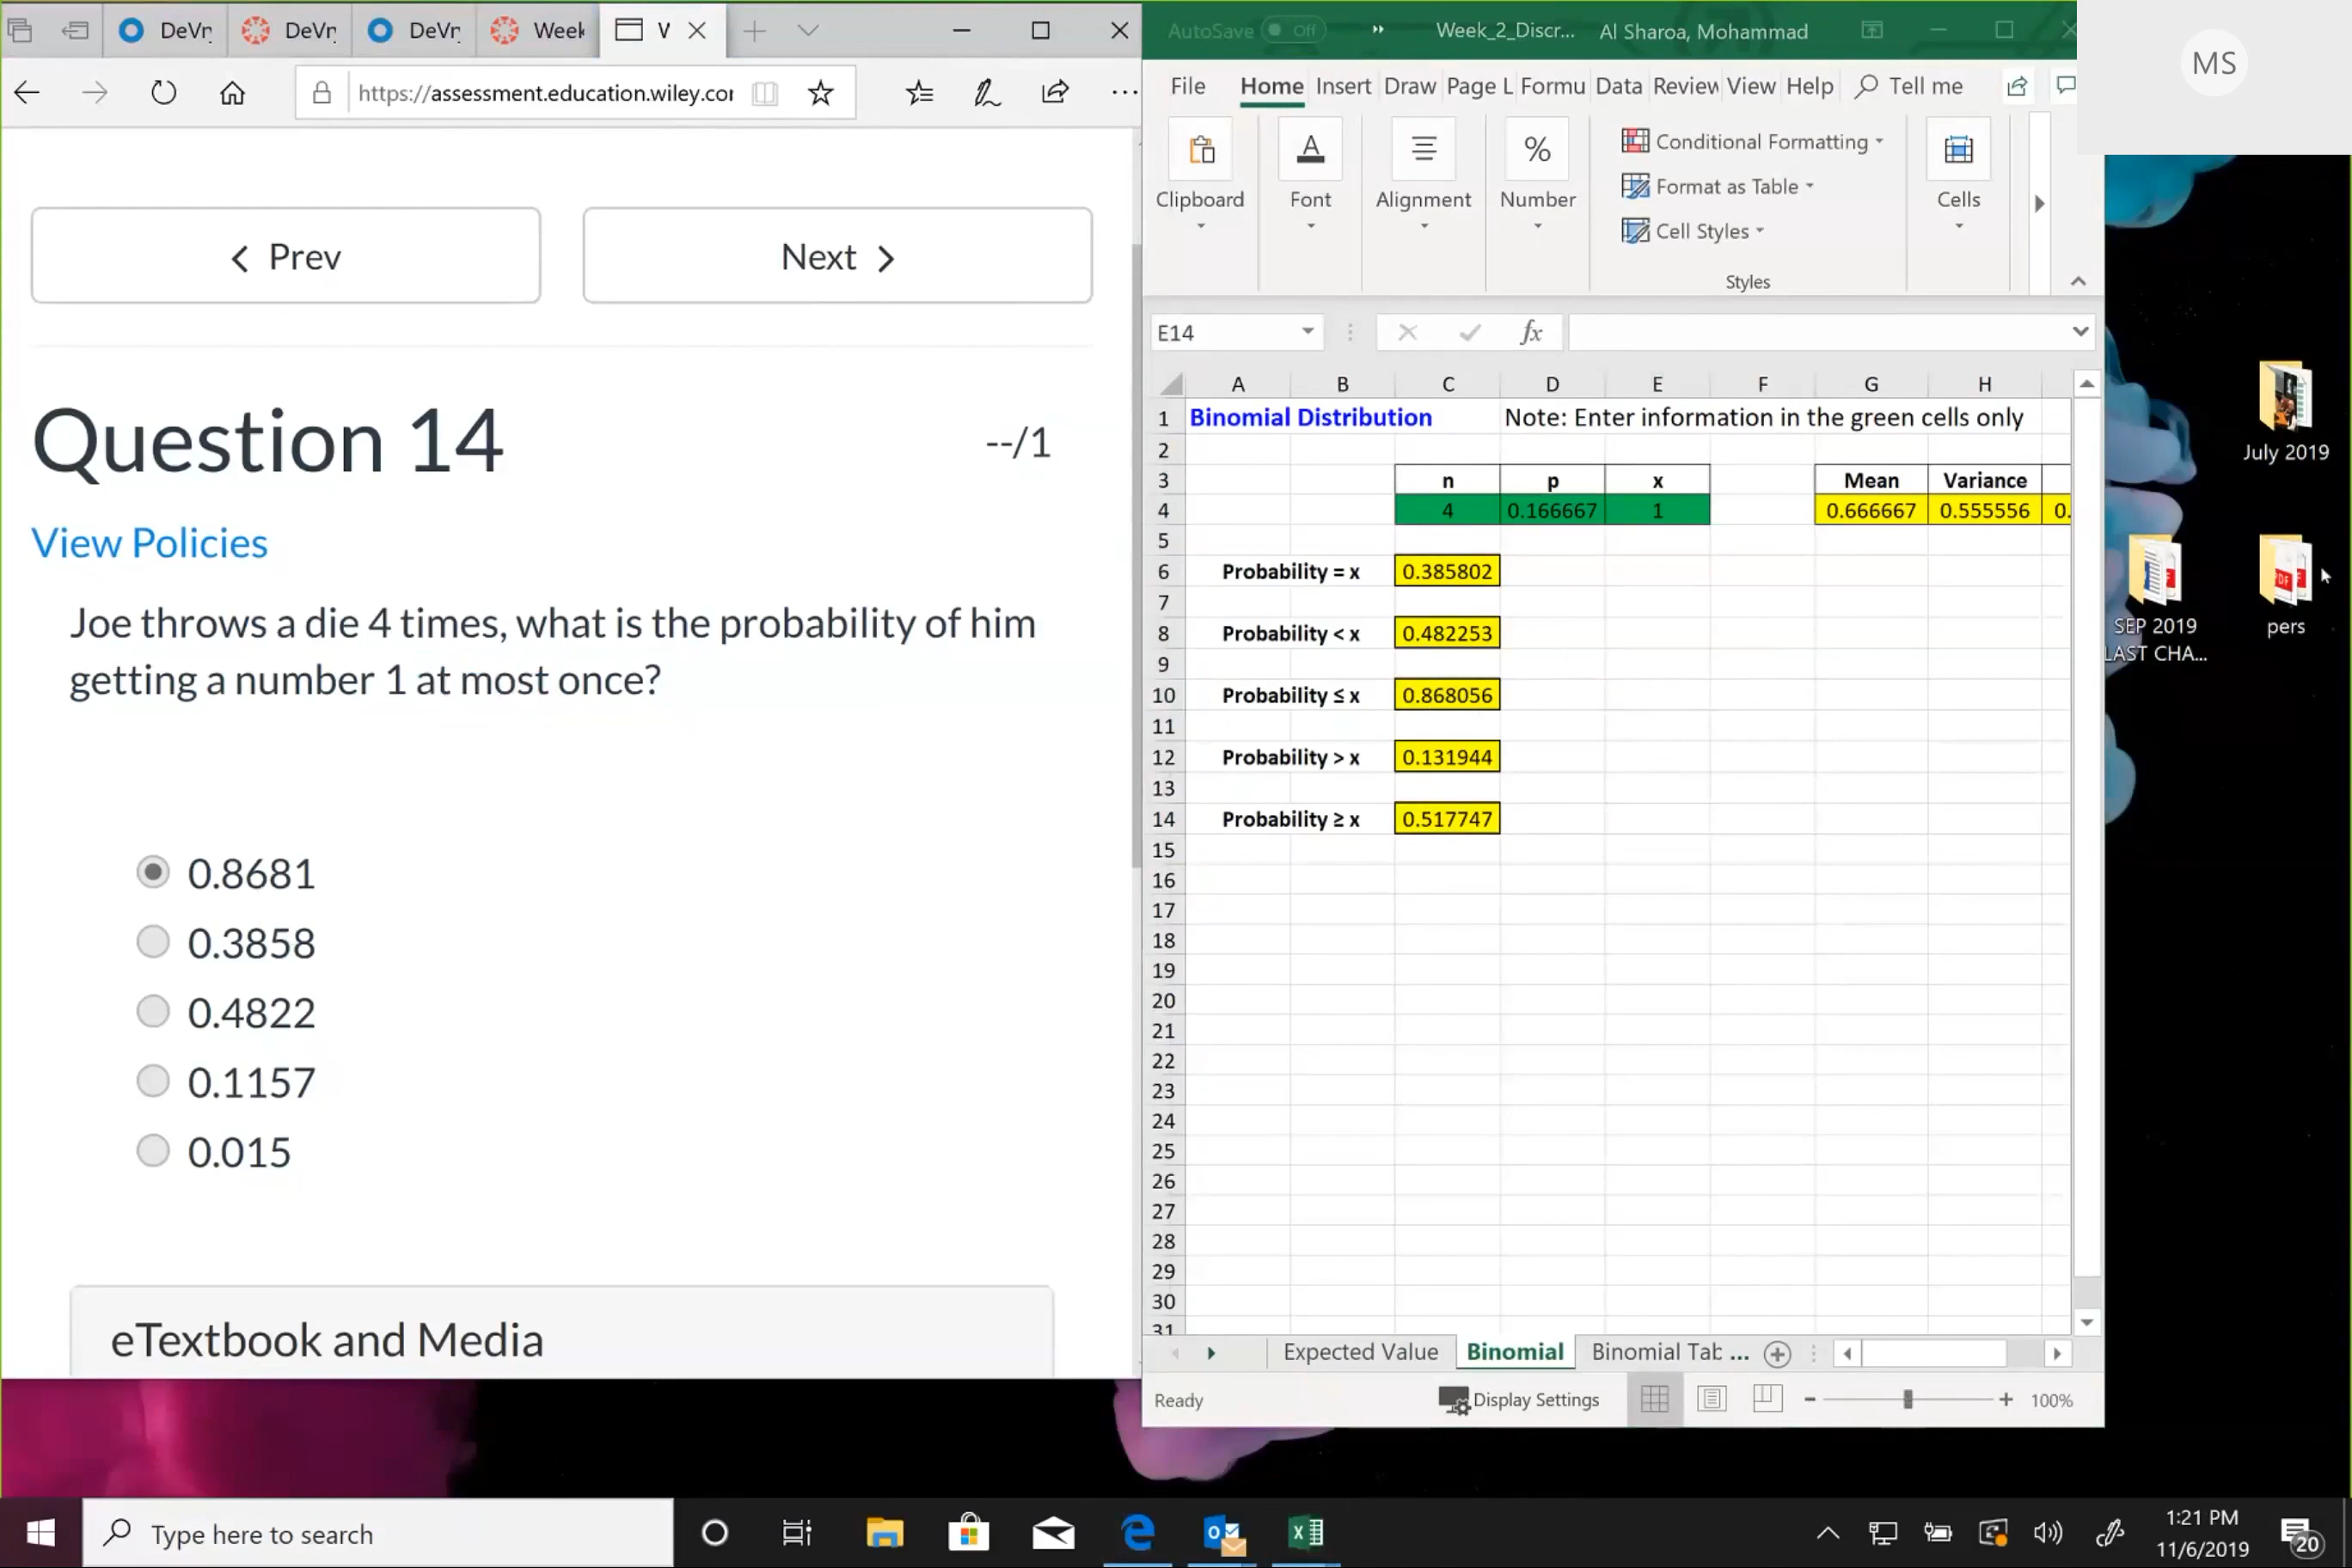 DeVr
DeVr
DeVr
Week
V
https://assessment.education.wiley.cor
Prev
Next
Question 14
--/1
View Policies
Joe throws a die 4 times, what is the probability of him
getting a number 1 at most once?
0.8681
0.3858
0.4822
0.1157
0.015
eTextbook and Media
AutoSave Off
Week_2_Discr...
Al Sharoa, Mohammad
File Home Insert Draw Page L Formu Data Review View Help Tell me
Clipboard
Font
Alignment
Number
Conditional Formatting
Format as Table
Cell Styles
Styles
Cells
E14
fx
A B C D E F G H
1 Binomial Distribution Note: Enter information in the green cells only
2
3 n p x Mean Variance
4 4 0.166667 1 0.666667 0.555556 0.
5
6 Probability = x 0.385802
7
8 Probability < x 0.482253
9
10 Probability ≤ x 0.868056
11
12 Probability > x 0.131944
13
14 Probability ≥ x 0.517747
15
16
17
18
19
20
21
22
23
24
25
26
27
28
29
30
31
Expected Value Binomial Binomial Tab ...
Ready
Display Settings
100%
MS
July 2019
SEP 2019
LAST CHA...
pers
Type here to search
1:21 PM
11/6/2019
20